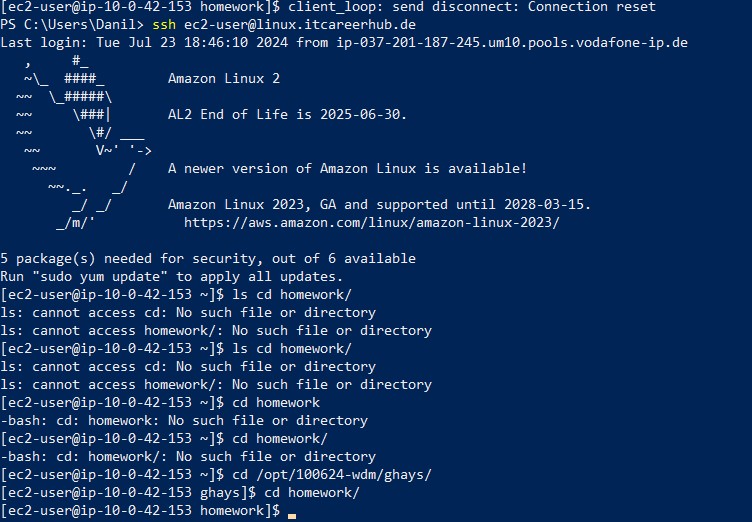 [ec2-user@ip-10-0-42-153 homework]$ client_loop: send disconnect: Connection reset
PS C:\Users\Danil> ssh ec2-user@linux.itcareerhub.de
Last login: Tue Jul 23 18:46:10 2024 from ip-037-201-187-245.um10.pools.vodafone-ip.de
   ,     #_
   ~\_  ####_        Amazon Linux 2
  ~~  \_#####\
  ~~     \###|       AL2 End of Life is 2025-06-30.
  ~~       \#/ ___
   ~~       V~' '->
    ~~~         /    A newer version of Amazon Linux is available!
      ~~._.   _/
         _/ _/       Amazon Linux 2023, GA and supported until 2028-03-15.
       _/m/'           https://aws.amazon.com/linux/amazon-linux-2023/

5 package(s) needed for security, out of 6 available
Run "sudo yum update" to apply all updates.
[ec2-user@ip-10-0-42-153 ~]$ ls cd homework/
ls: cannot access cd: No such file or directory
ls: cannot access homework/: No such file or directory
[ec2-user@ip-10-0-42-153 ~]$ ls cd homework/
ls: cannot access cd: No such file or directory
ls: cannot access homework/: No such file or directory
[ec2-user@ip-10-0-42-153 ~]$ cd homework
-bash: cd: homework: No such file or directory
[ec2-user@ip-10-0-42-153 ~]$ cd homework/
-bash: cd: homework/: No such file or directory
[ec2-user@ip-10-0-42-153 ~]$ cd /opt/100624-wdm/ghays/
[ec2-user@ip-10-0-42-153 ghays]$ cd homework/
[ec2-user@ip-10-0-42-153 homework]$